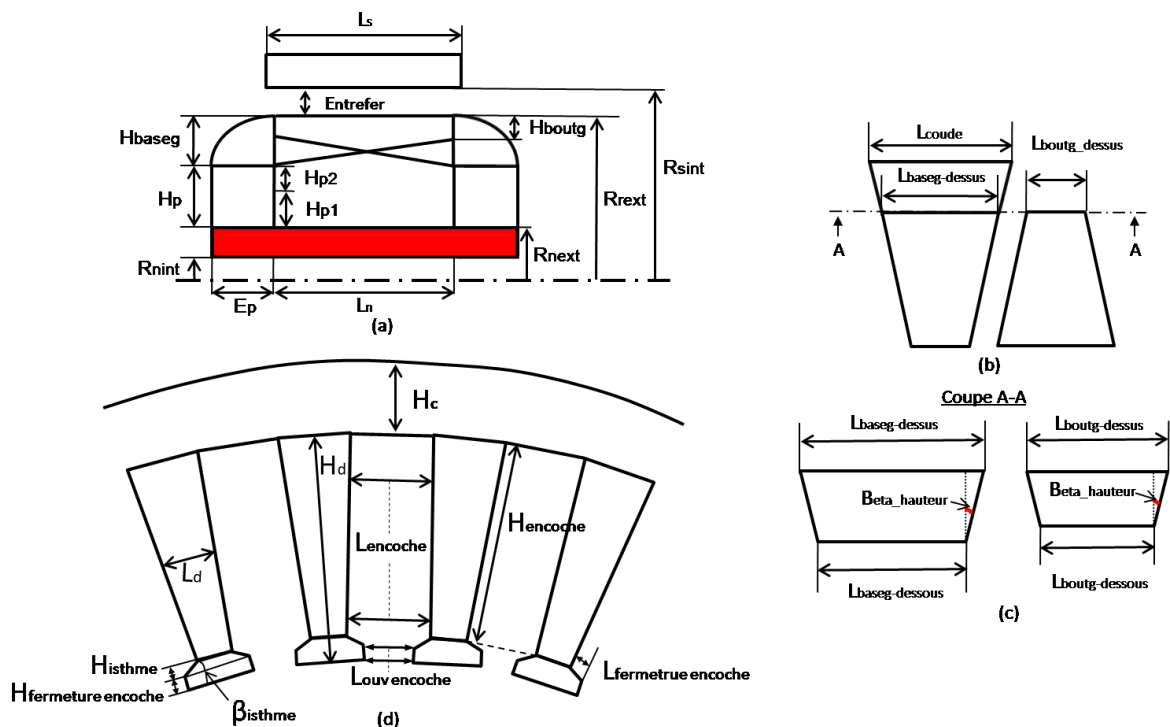 Ls
Entrefer
Hbaseg
Hboutg
Rsint
Hp2
Hp
Hp1
Rrext
Rnext
Rnint
Ep
Ln
(a)
Lcoude
Lboutg_dessus
Lbaseg-dessus
A
A
(b)
Coupe A-A
Lbaseg-dessus
Lboutg-dessus
Beta_hauteur
Beta_hauteur
Lbaseg-dessous
Lboutg-dessous
(c)
Hc
Hd
Hencoche
Lencoche
Ld
Histhme
Hfermeture encoche
Louv encoche
Lfermetrue encoche
βisthme
(d)